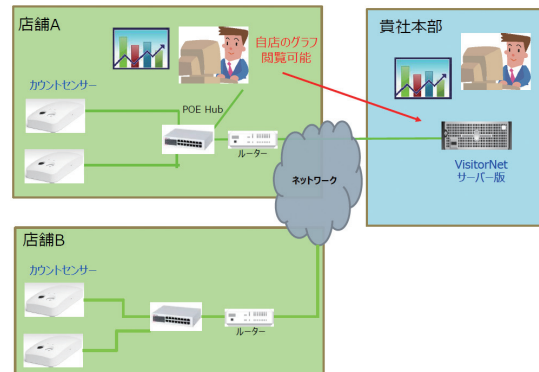 店舗A
自店のグラフ
閲覧可能
カウントセンサー
POE Hub
ルーター
貴社本部
VisitorNet
サーバー版
ネットワーク
店舗B
カウントセンサー
ルーター